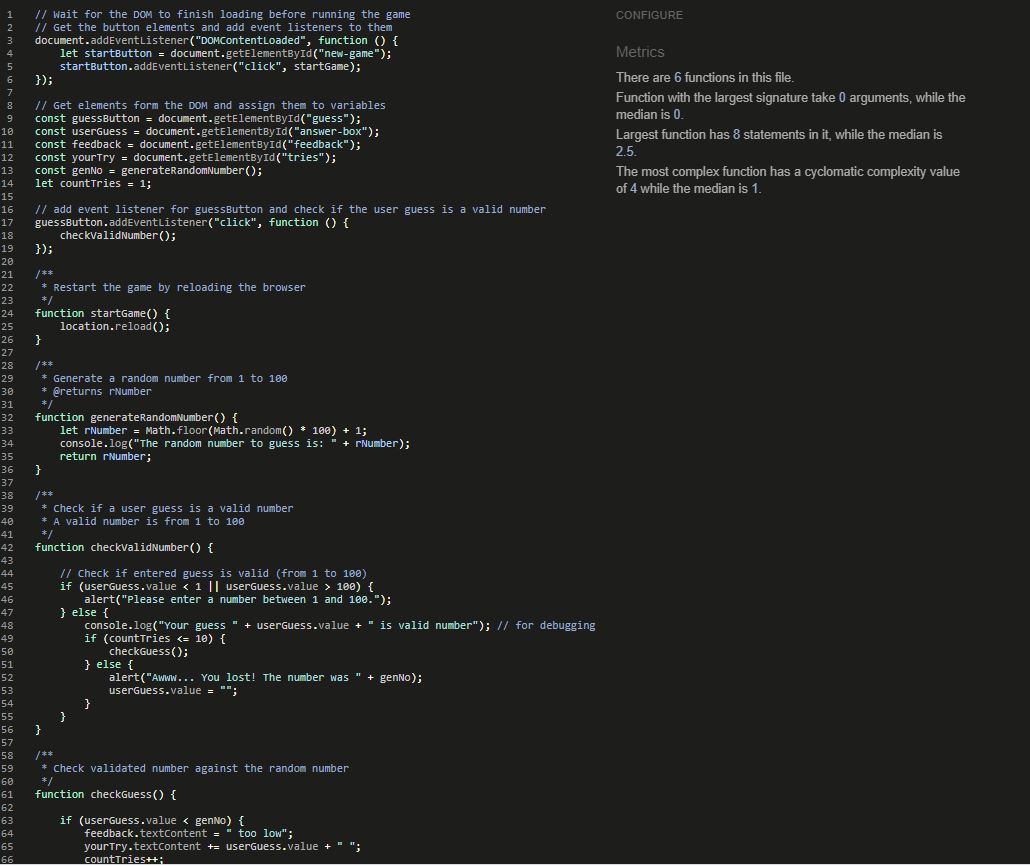 1 // Wait for the DOM to finish loading before running the game
2 // Get the button elements and add event listeners to them
3 document.addEventListener("DOMContentLoaded", function () {
4     let startButton = document.getElementById("new-game");
5     startButton.addEventListener("click", startGame);
6 });
7
8 // Get elements form the DOM and assign them to variables
9 const guessButton = document.getElementById("guess");
10 const userGuess = document.getElementById("answer-box");
11 const feedback = document.getElementById("feedback");
12 const yourTry = document.getElementById("tries");
13 const genNo = generateRandomNumber();
14 let countTries = 1;
15
16 // add event listener for guessButton and check if the user guess is a valid number
17 guessButton.addEventListener("click", function () {
18     checkValidNumber();
19 });
20
21 /**
22  * Restart the game by reloading the browser
23  */
24 function startGame() {
25     location.reload();
26 }
27
28 /**
29  * Generate a random number from 1 to 100
30  * @returns rNumber
31  */
32 function generateRandomNumber() {
33     let rNumber = Math.floor(Math.random() * 100) + 1;
34     console.log("The random number to guess is: " + rNumber);
35     return rNumber;
36 }
37
38 /**
39  * Check if a user guess is a valid number
40  * A valid number is from 1 to 100
41  */
42 function checkValidNumber() {
43
44     // Check if entered guess is valid (from 1 to 100)
45     if (userGuess.value < 1 || userGuess.value > 100) {
46         alert("Please enter a number between 1 and 100.");
47     } else {
48         console.log("Your guess " + userGuess.value + " is valid number"); // for debugging
49         if (countTries <= 10) {
50             checkGuess();
51         } else {
52             alert("Awww... You lost! The number was " + genNo);
53             userGuess.value = "";
54         }
55     }
56 }
57
58 /**
59  * Check validated number against the random number
60  */
61 function checkGuess() {
62
63     if (userGuess.value < genNo) {
64         feedback.textContent = " too low";
65         yourTry.textContent += userGuess.value + " ";
66         countTries++;
CONFIGURE
Metrics
There are 6 functions in this file.
Function with the largest signature take 0 arguments, while the
median is 0.
Largest function has 8 statements in it, while the median is
2.5.
The most complex function has a cyclomatic complexity value
of 4 while the median is 1.